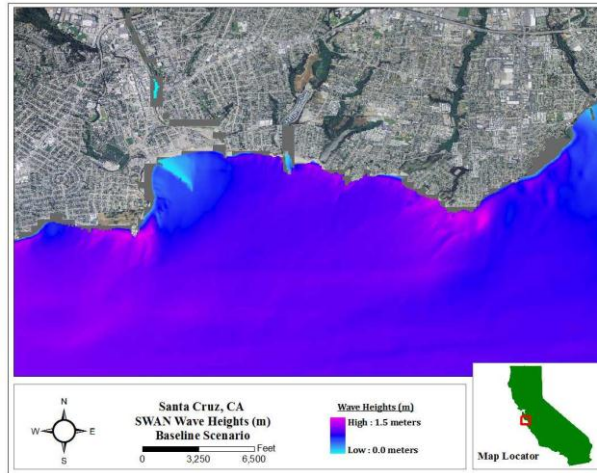 N
W
E
S
Santa Cruz, CA
SWAN Wave Heights (m)
Baseline Scenario
Feet
0 3,250 6,500
Wave Heights (m)
High : 1.5 meters
Low : 0.0 meters
Map Locator